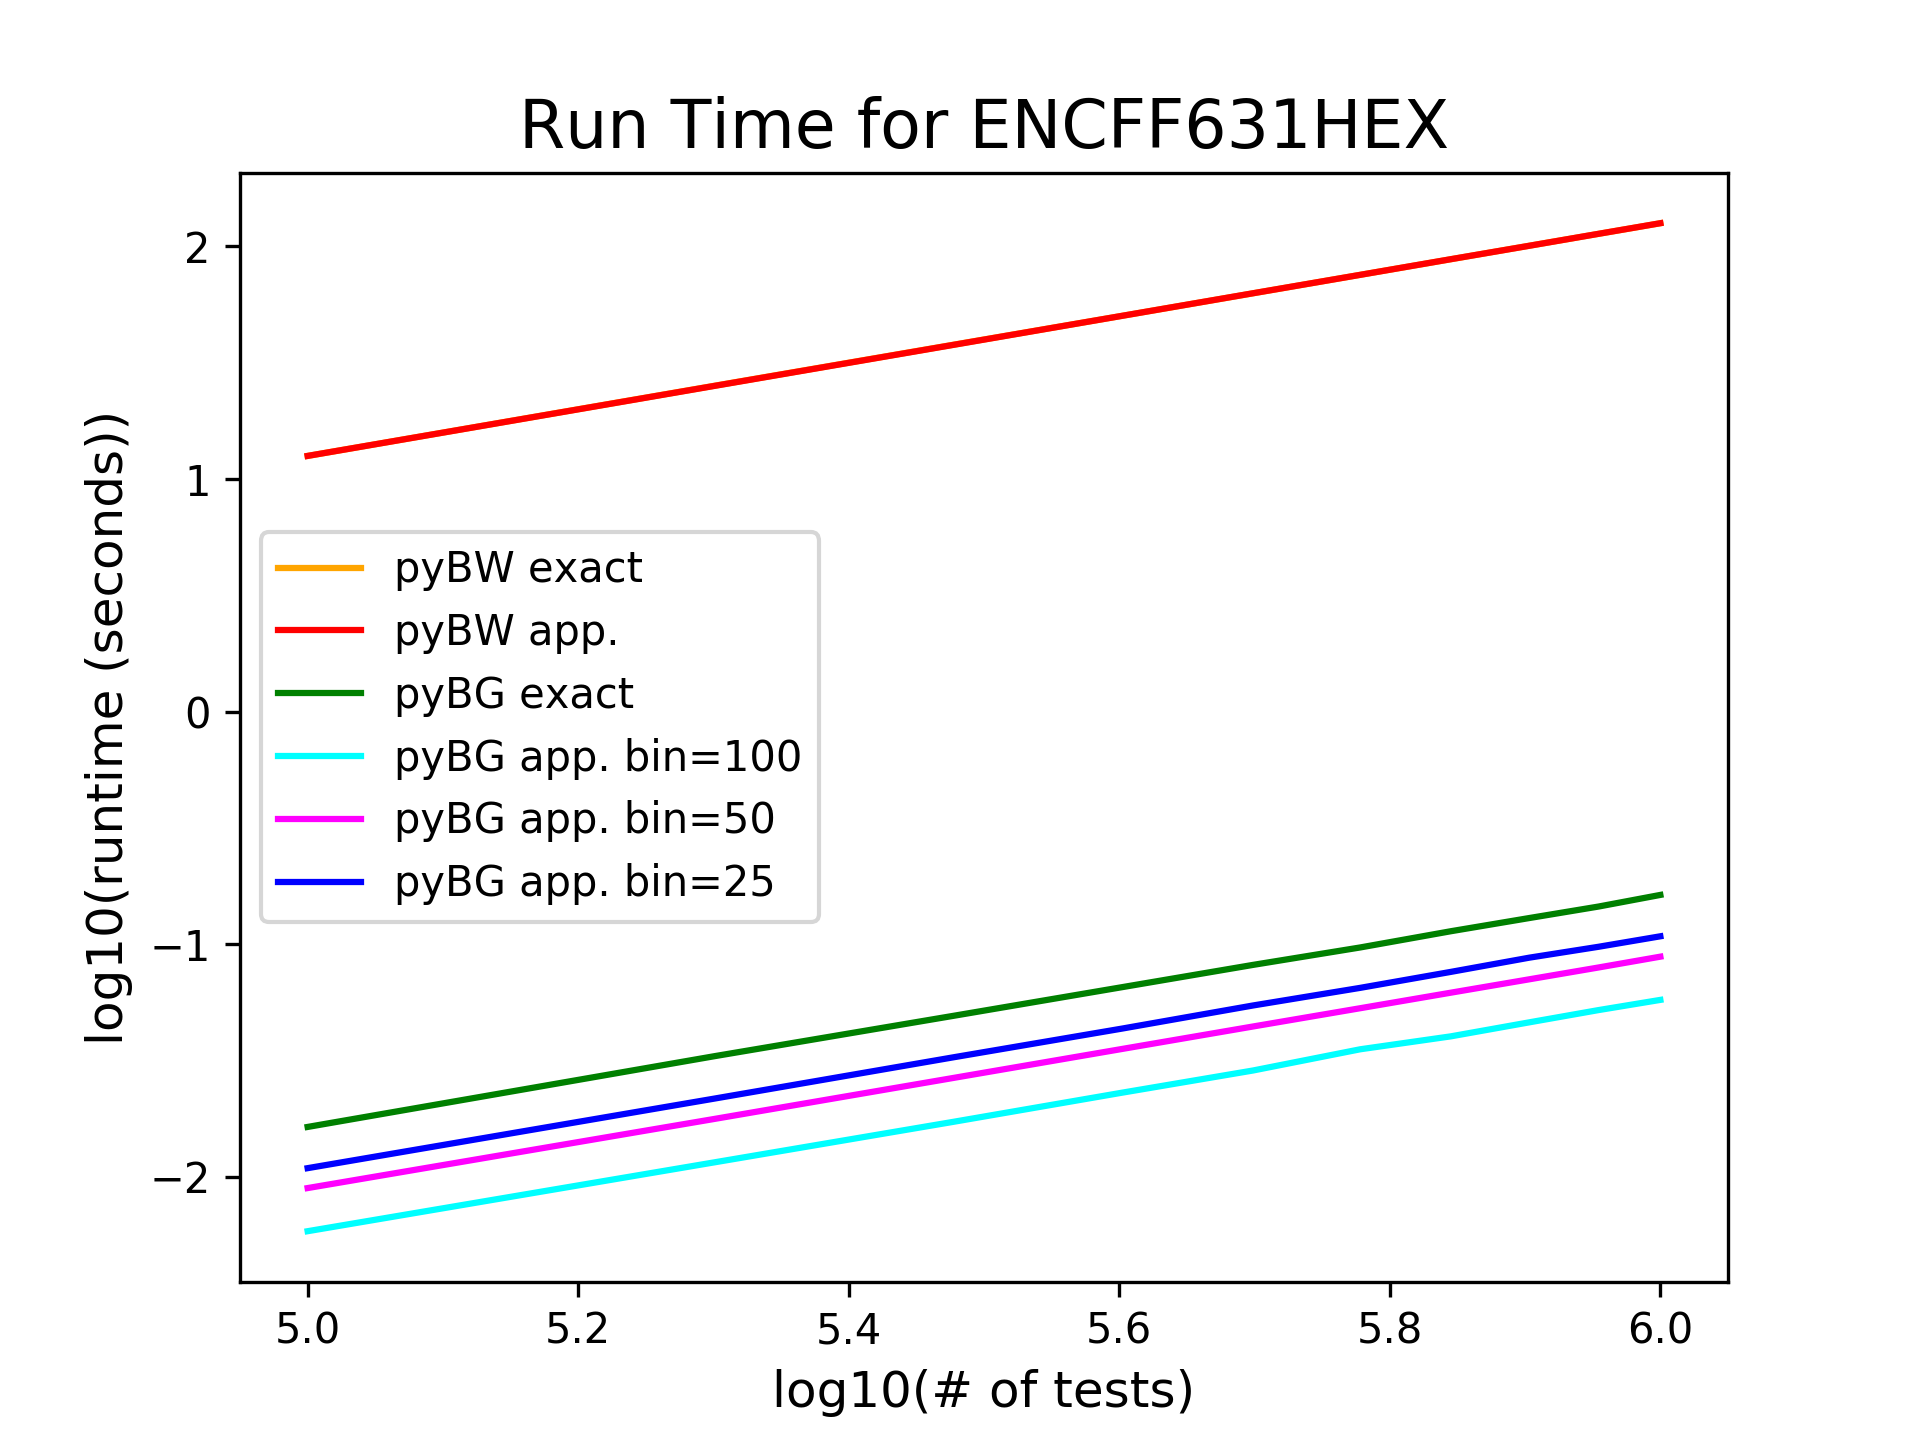 Run Time for ENCFF631HEX
log10(runtime (seconds))
2
1
0
−1
−2
pyBW exact
pyBW app.
pyBG exact
pyBG app. bin=100
pyBG app. bin=50
pyBG app. bin=25
5.0 5.2 5.4 5.6 5.8 6.0
log10(# of tests)